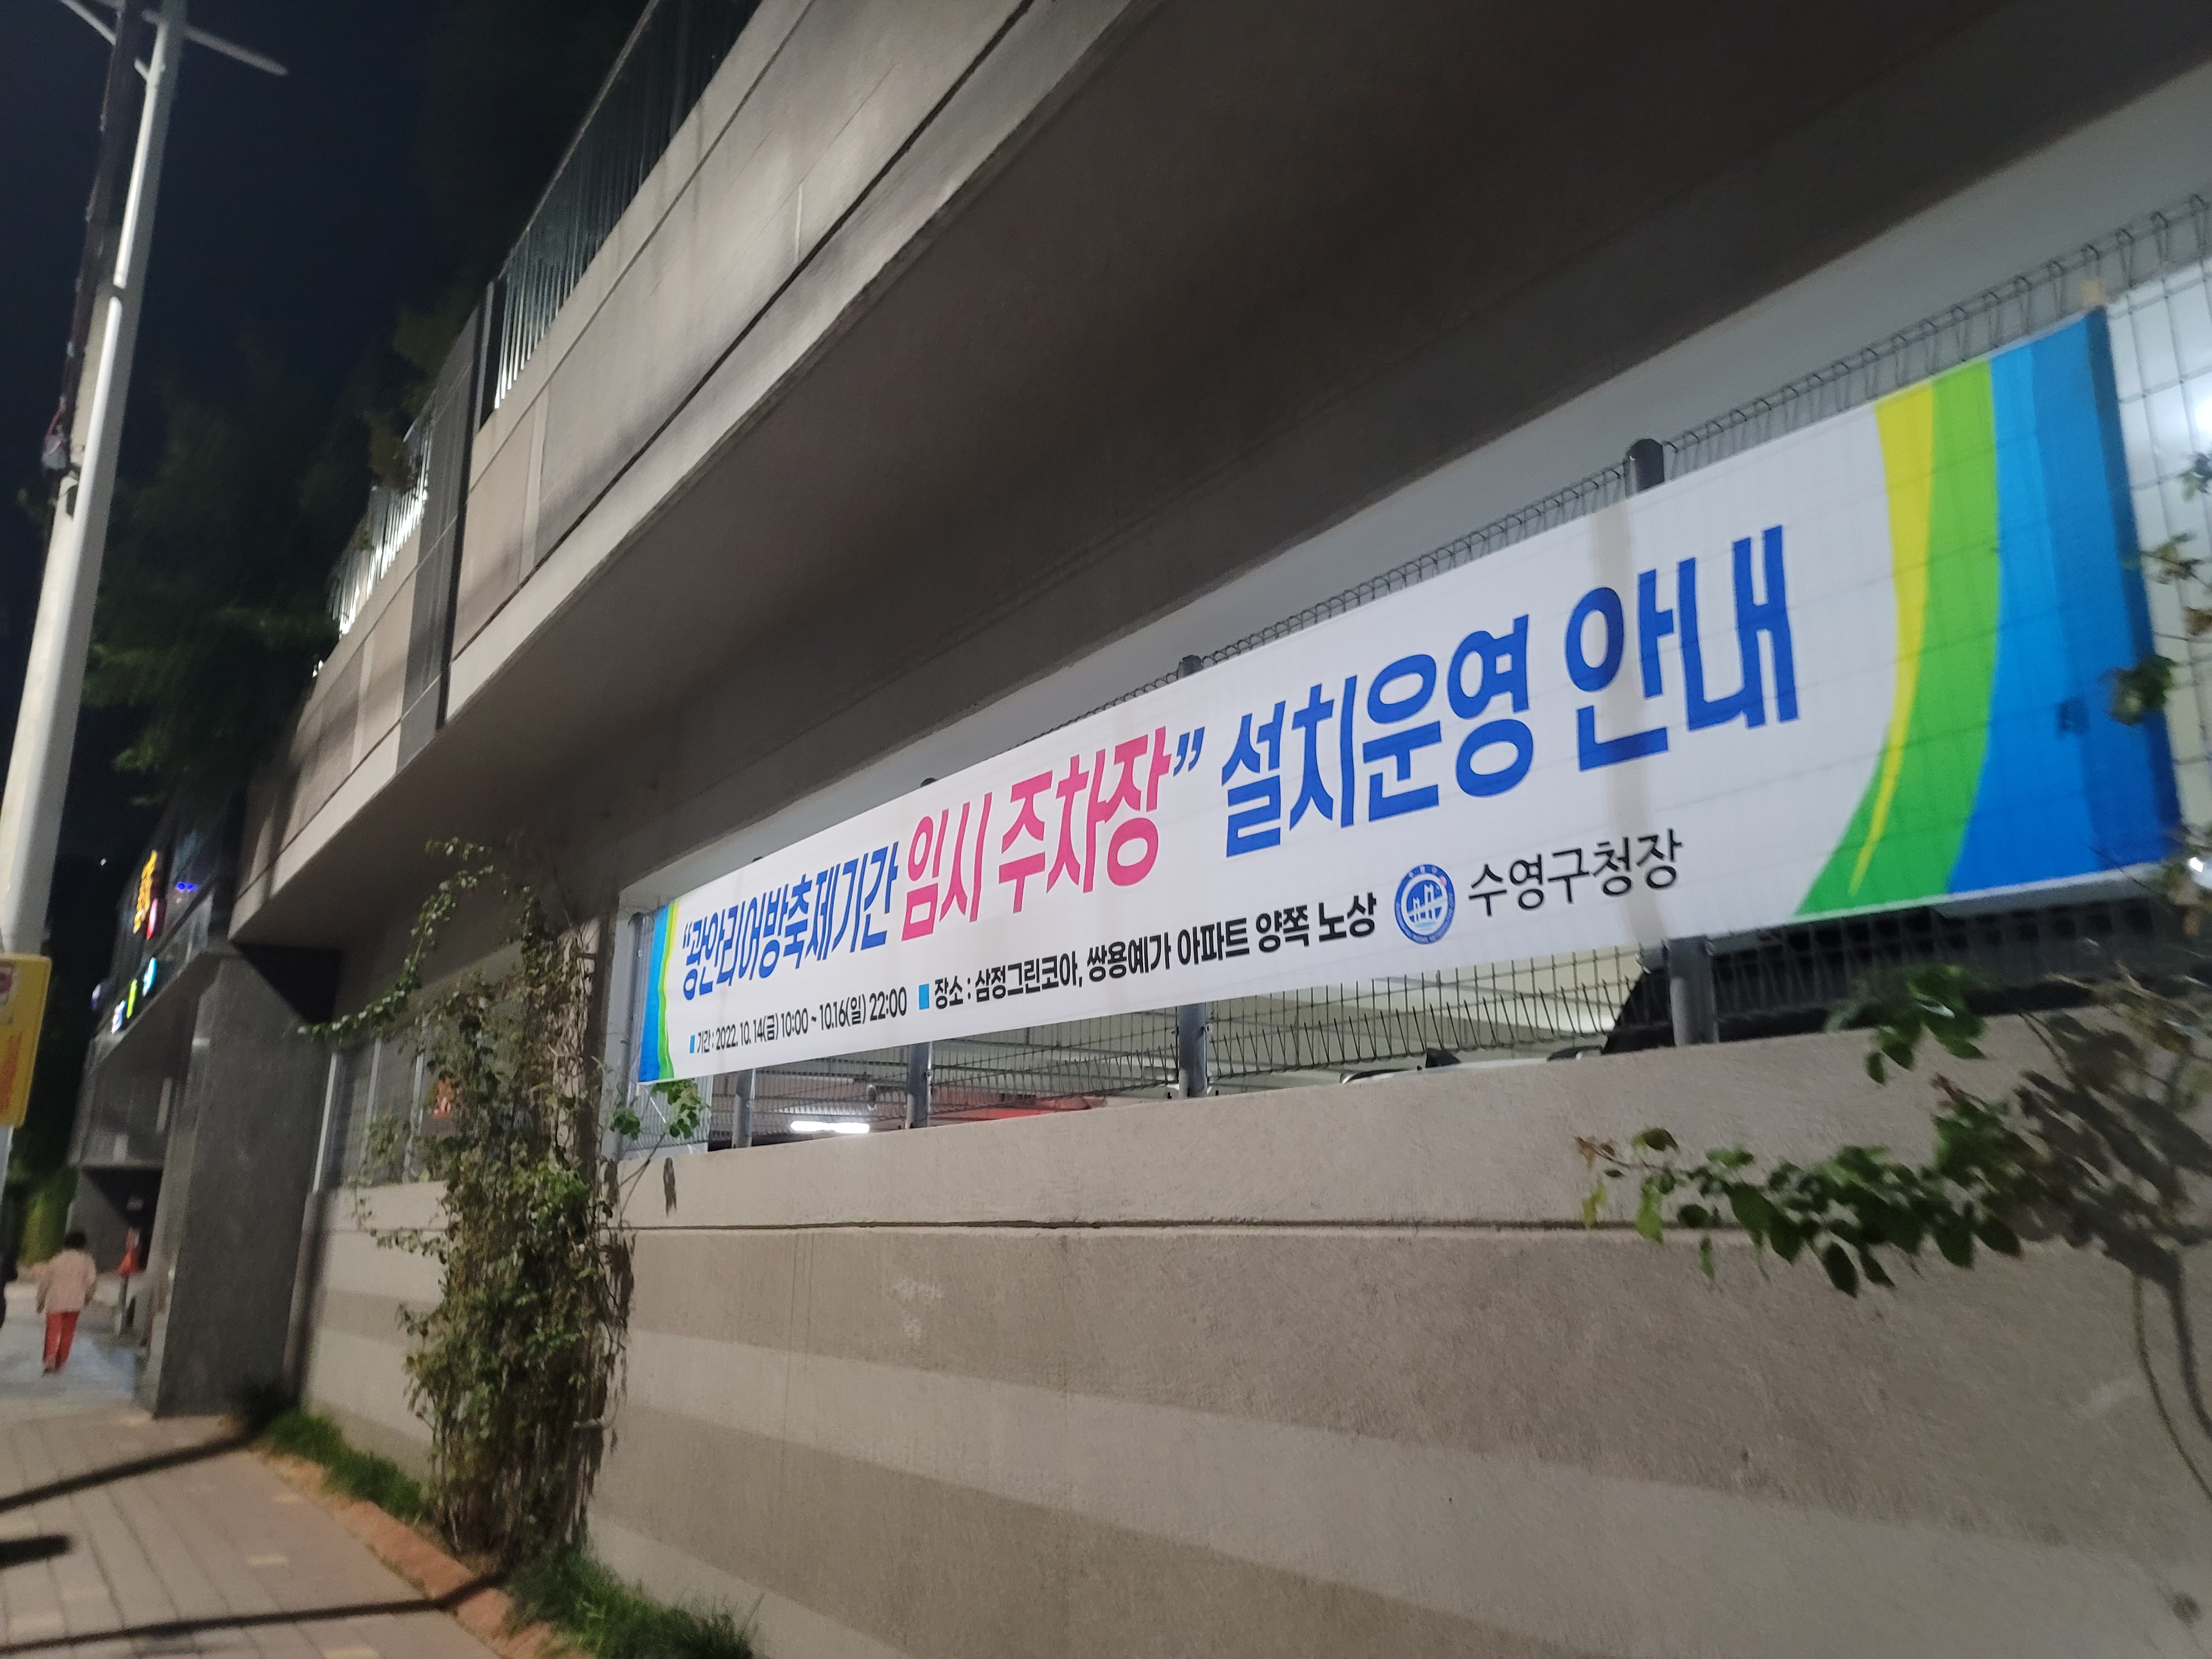 “광안리어방축제기간 임시 주차장” 설치운영 안내
■ 기간 : 2022. 10. 14(금) 10:00 ~ 10.16(일) 22:00 ■ 장소 : 삼정그린코아, 쌍용예가 아파트 양쪽 노상 수영구청장